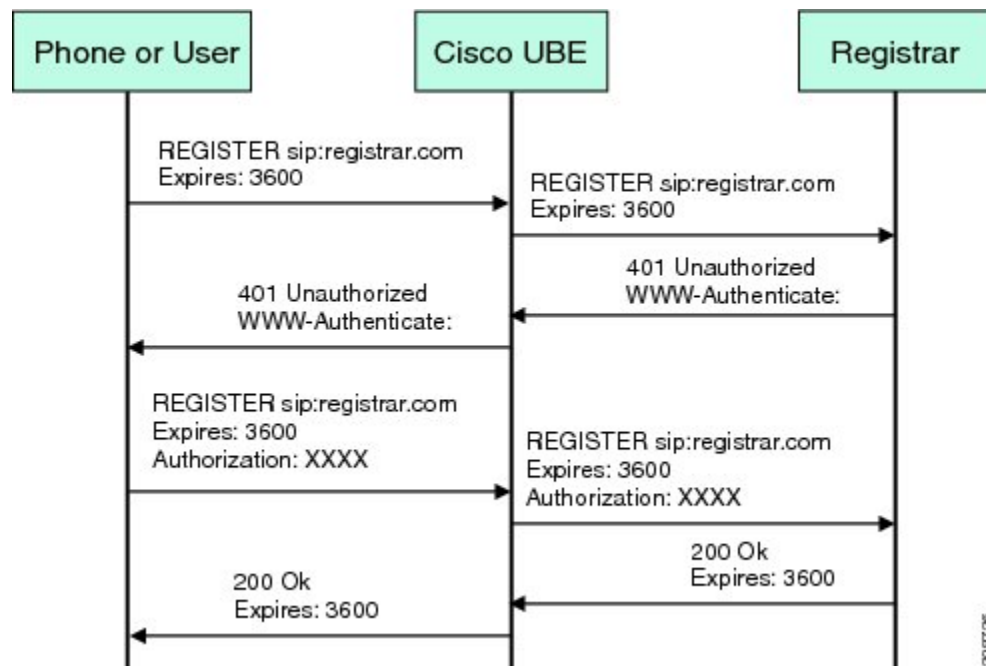 Phone or User
Cisco UBE
Registrar
REGISTER sip:registrar.com
Expires: 3600
REGISTER sip:registrar.com
Expires: 3600
401 Unauthorized
WWW-Authenticate:
401 Unauthorized
WWW-Authenticate:
REGISTER sip:registrar.com
Expires: 3600
Authorization: XXXX
REGISTER sip:registrar.com
Expires: 3600
Authorization: XXXX
200 Ok
Expires: 3600
200 Ok
Expires: 3600